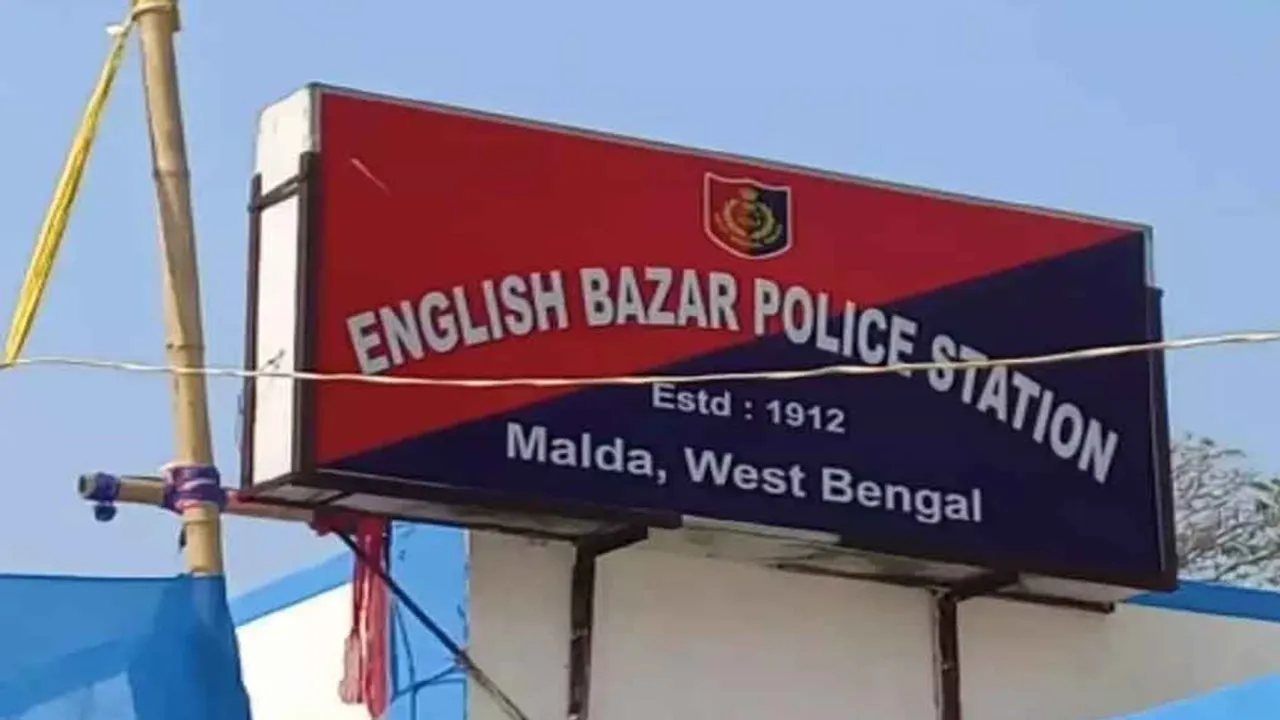 ENGLISH BAZAR POLICE STATION
Estd : 1912
Malda, West Bengal